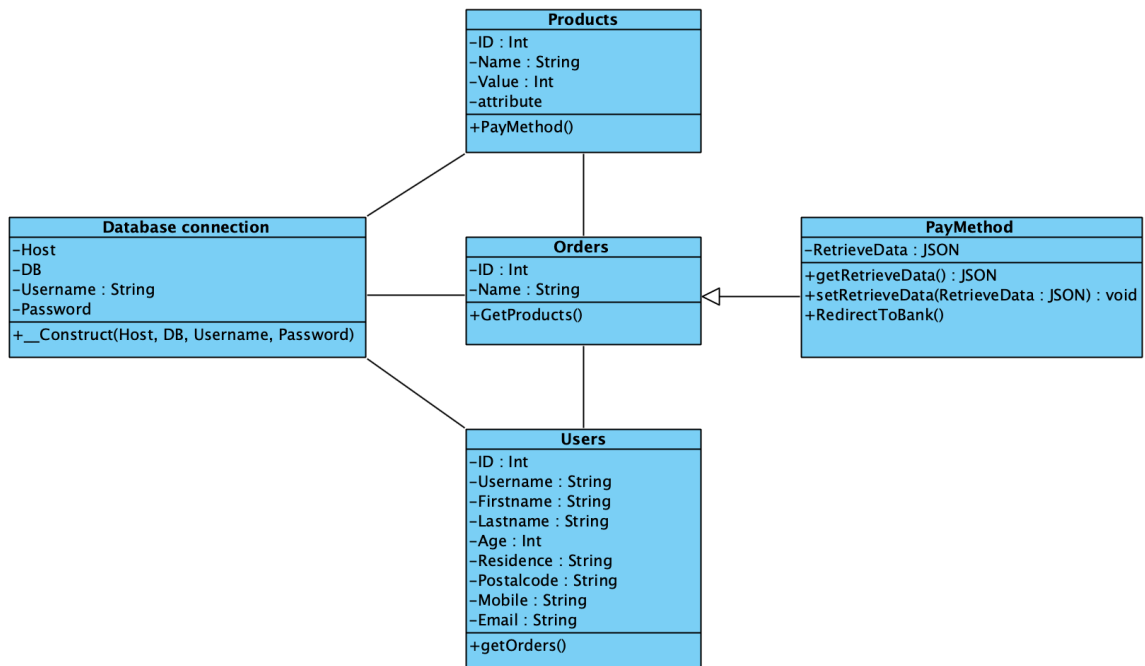 Products
-ID : Int
-Name : String
-Value : Int
-attribute
+PayMethod()
Database connection
-Host
-DB
-Username : String
-Password
+__Construct(Host, DB, Username, Password)
Orders
-ID : Int
-Name : String
+GetProducts()
PayMethod
-RetrieveData : JSON
+getRetrieveData() : JSON
+setRetrieveData(RetrieveData : JSON) : void
+RedirectToBank()
Users
-ID : Int
-Username : String
-Firstname : String
-Lastname : String
-Age : Int
-Residence : String
-Postalcode : String
-Mobile : String
-Email : String
+getOrders()